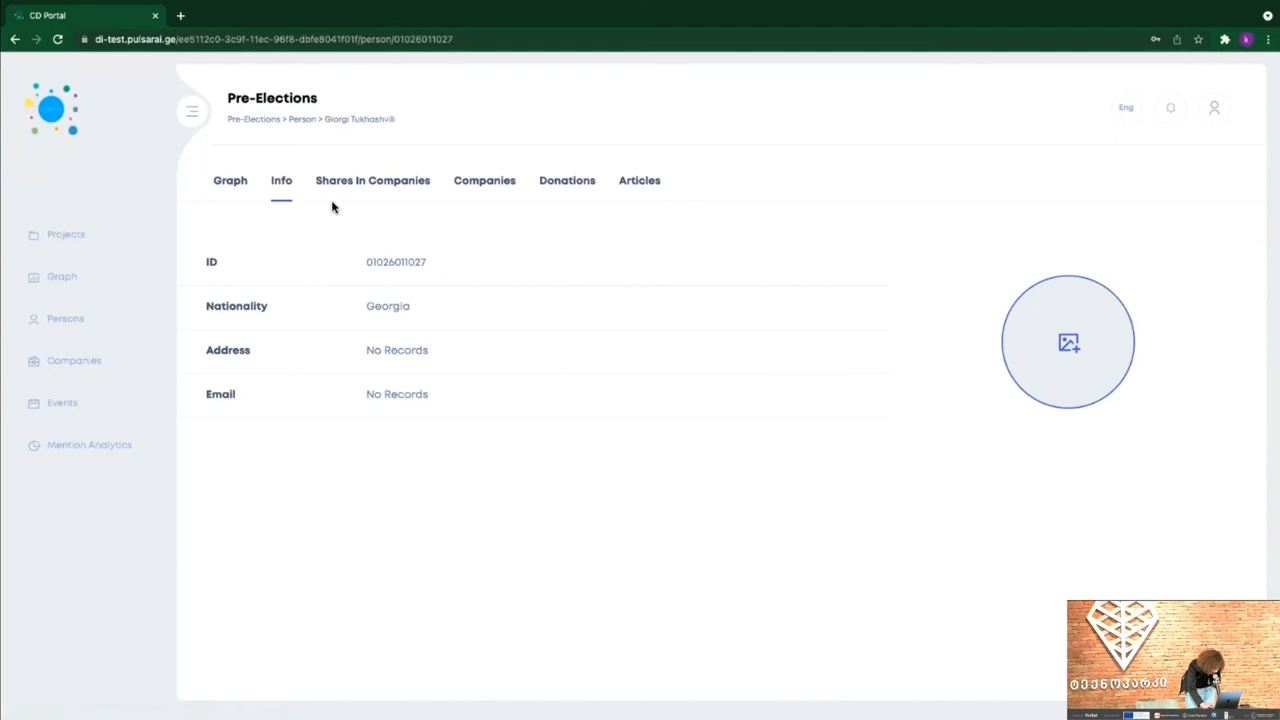 CD Portal
di-test.pulsarai.ge/ee5112c0-3c9f-11ec-96f8-dbfe8041f01f/person/01026011027
k
Pre-Elections
Pre-Elections > Person > Giorgi Tukhashvili
Eng
Graph Info Shares In Companies Companies Donations Articles
Projects
Graph
Persons
Companies
Events
Mention Analytics
ID 01026011027
Nationality Georgia
Address No Records
Email No Records
ტექნოპარკი